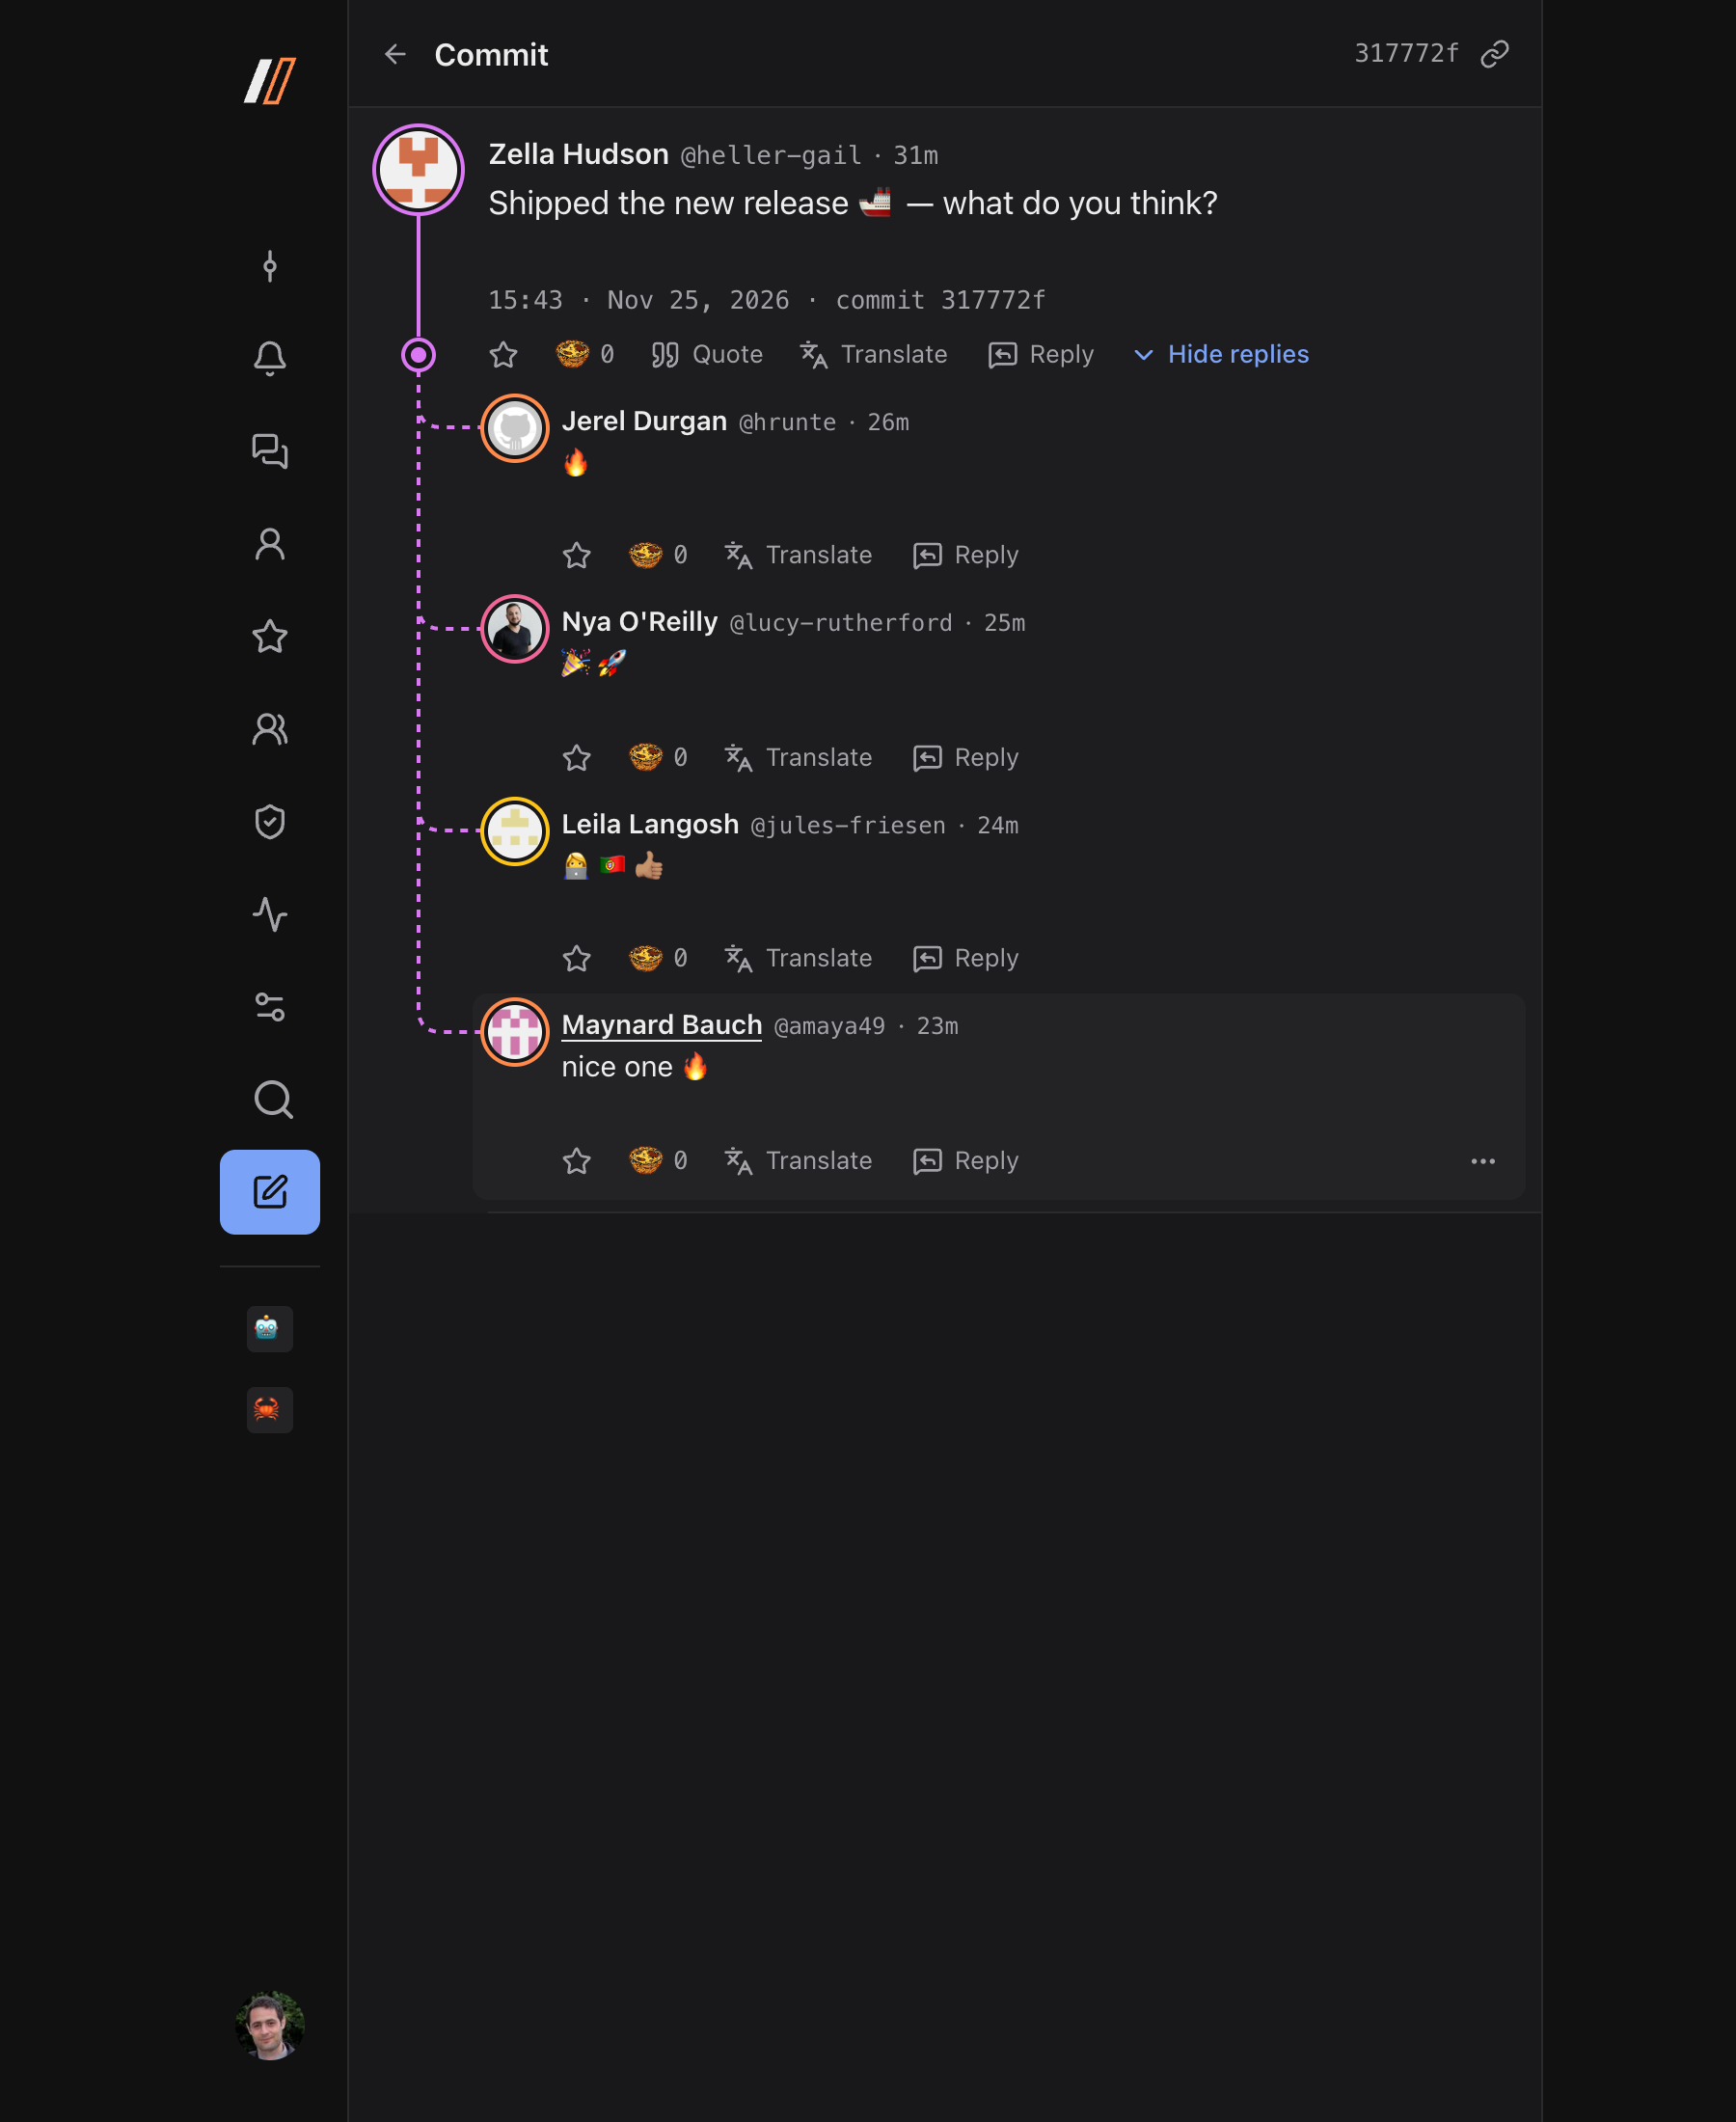 Commit 317772f
Zella Hudson @heller-gail · 31m
Shipped the new release 🚢 — what do you think?
15:43 · Nov 25, 2026 · commit 317772f
0 Quote Translate Reply Hide replies
Jerel Durgan @hrunte · 26m
🔥
0 Translate Reply
Nya O'Reilly @lucy-rutherford · 25m
🎉 🚀
0 Translate Reply
Leila Langosh @jules-friesen · 24m
👩‍💻 🇵🇹 👍🏽
0 Translate Reply
Maynard Bauch @amaya49 · 23m
nice one 🔥
0 Translate Reply